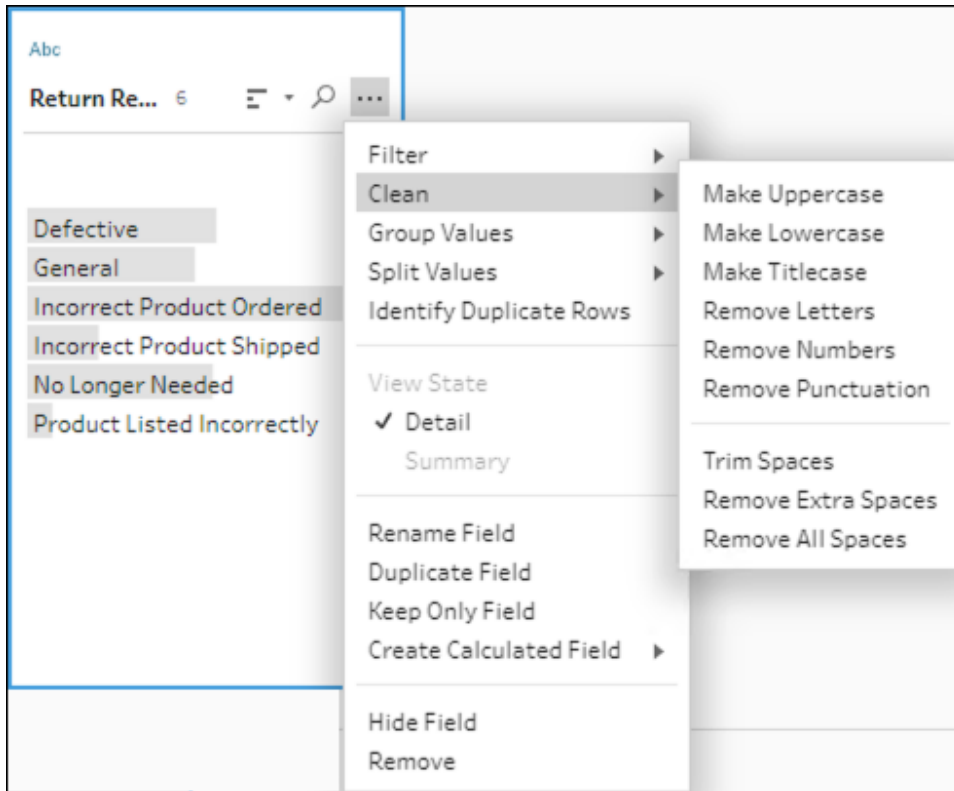 Abc
Return Re... 6
Defective
General
Incorrect Product Ordered
Incorrect Product Shipped
No Longer Needed
Product Listed Incorrectly
Filter
Clean
Group Values
Split Values
Identify Duplicate Rows
View State
✓ Detail
Summary
Rename Field
Duplicate Field
Keep Only Field
Create Calculated Field
Hide Field
Remove
Make Uppercase
Make Lowercase
Make Titlecase
Remove Letters
Remove Numbers
Remove Punctuation
Trim Spaces
Remove Extra Spaces
Remove All Spaces